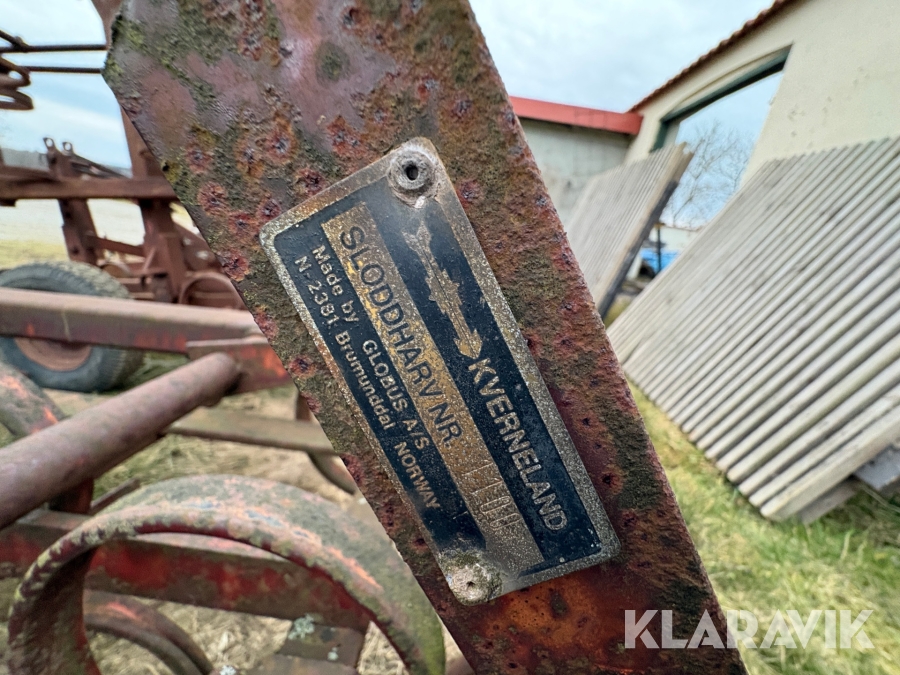 KVERNELAND
SLODDHARV NR.
Made by GLOBUS A/S
N-2381 Brumunddal NORWAY
KLARAVIK